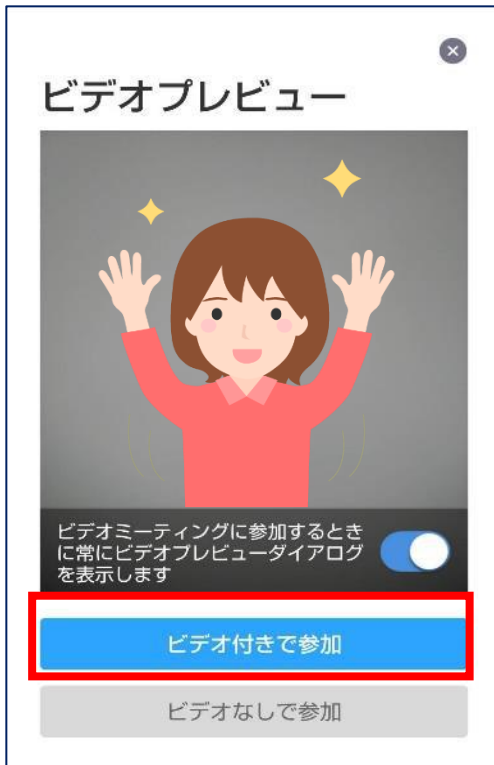 ビデオプレビュー
ビデオミーティングに参加するとき
に常にビデオプレビューダイアログ
を表示します
ビデオ付きで参加
ビデオなしで参加